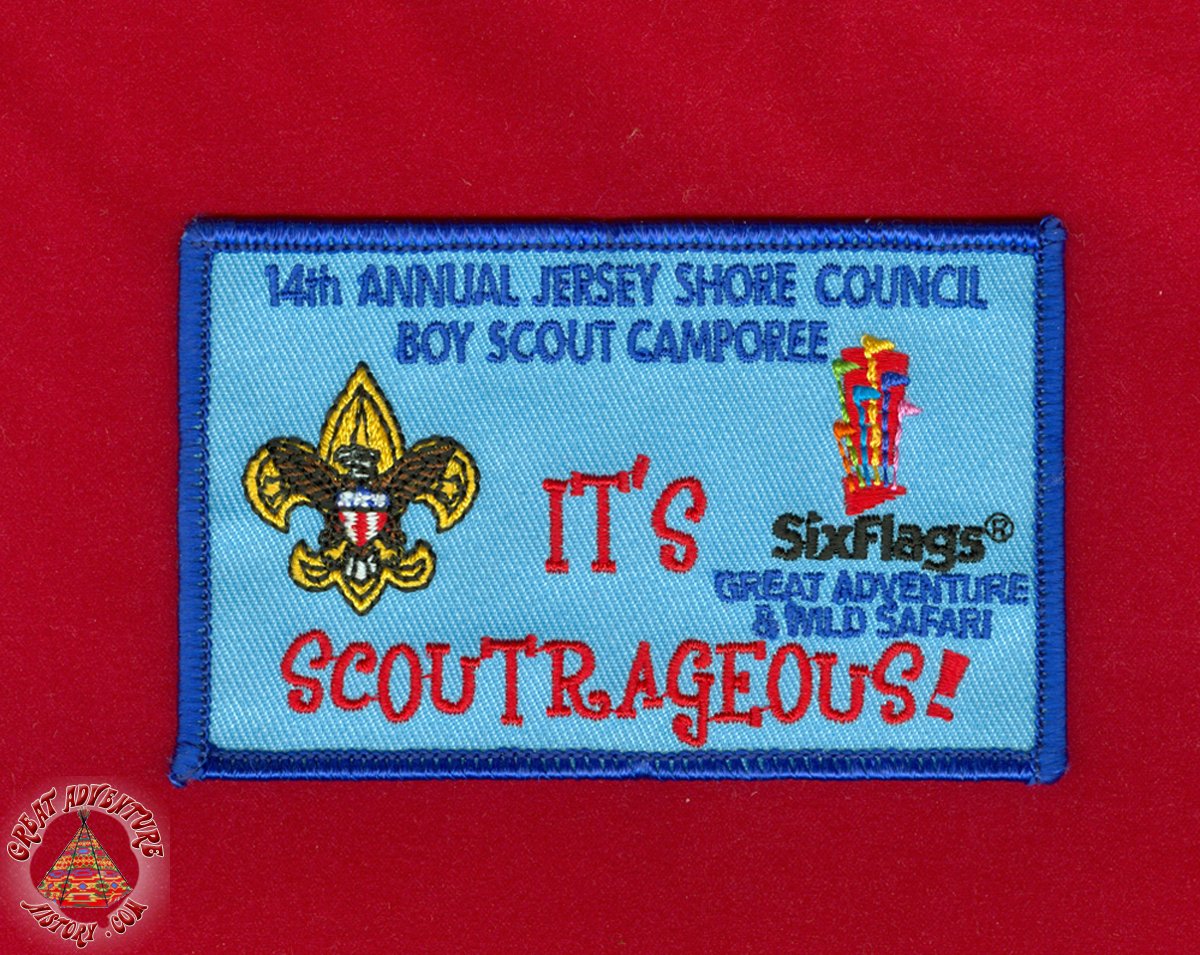 14th ANNUAL JERSEY SHORE COUNCIL
BOY SCOUT CAMPOREE
IT'S
SixFlags®
GREAT ADVENTURE
& WILD SAFARI
SCOUTRAGEOUS!
GREAT ADVENTURE
HISTORY.COM